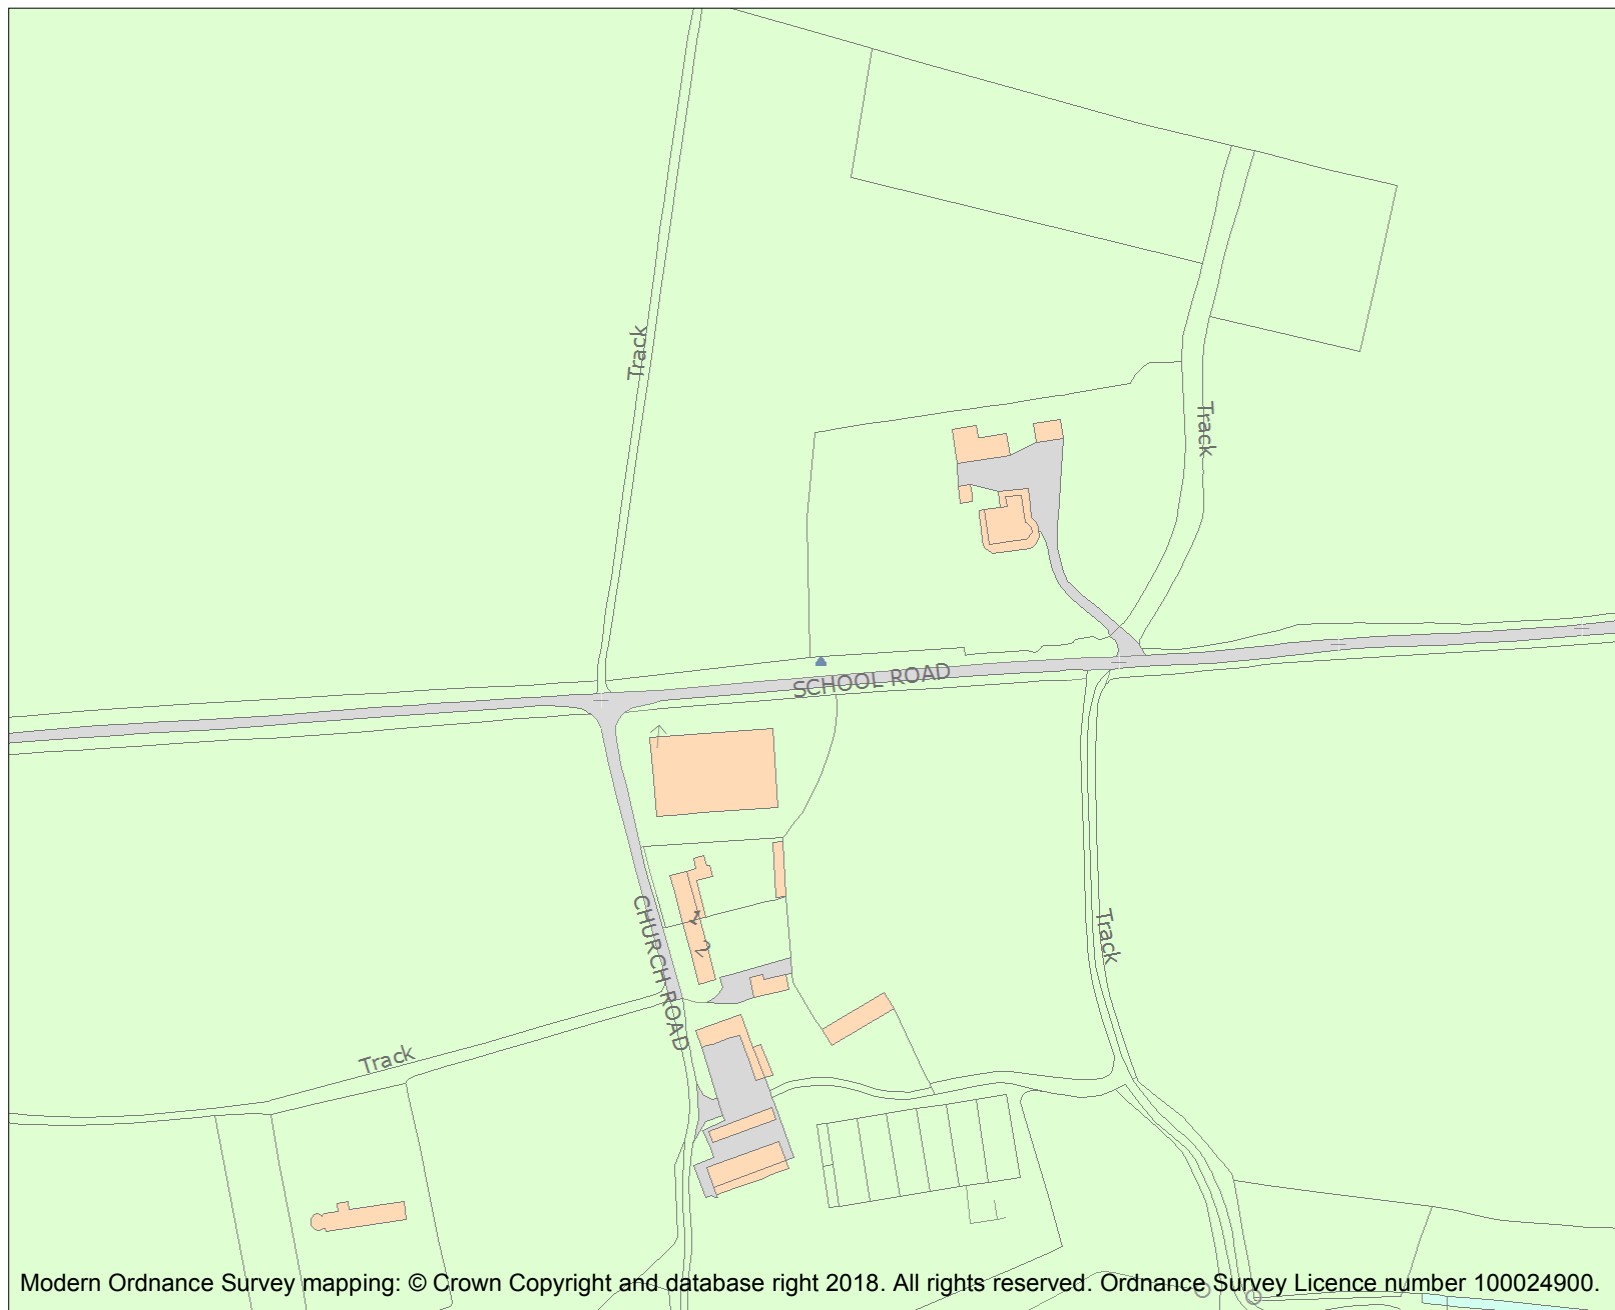 Track
Track
SCHOOL ROAD
CHURCH ROAD
1
2
Track
Track
Modern Ordnance Survey mapping: © Crown Copyright and database right 2018. All rights reserved. Ordnance Survey Licence number 100024900.